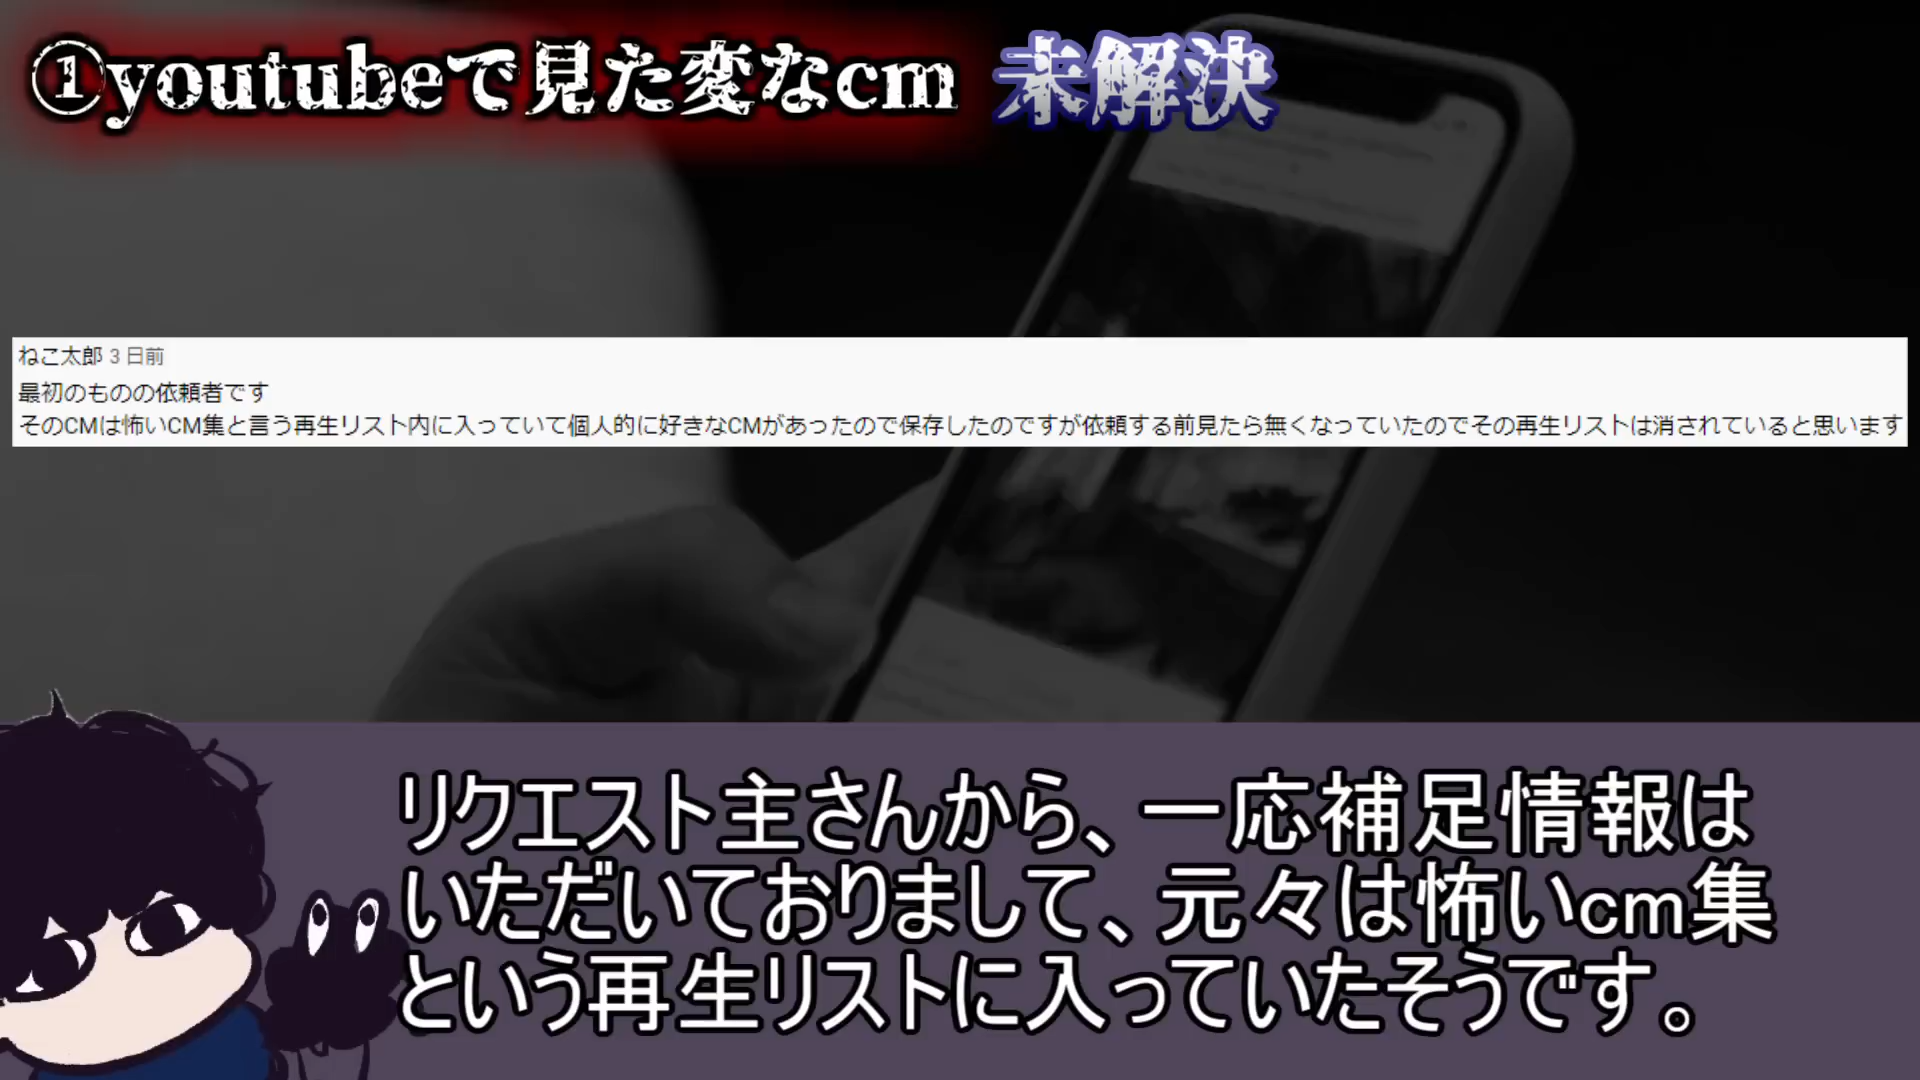 ①youtubeで見た変なcm 未解決
ねこ太郎 3 日前
最初のものの依頼者です
そのCMは怖いCM集と言う再生リスト内に入っていて個人的に好きなCMがあったので保存したのですが依頼する前見たら無くなっていたのでその再生リストは消されていると思います
リクエスト主さんから、一応補足情報は
いただいておりまして、元々は怖いcm集
という再生リストに入っていたそうです。